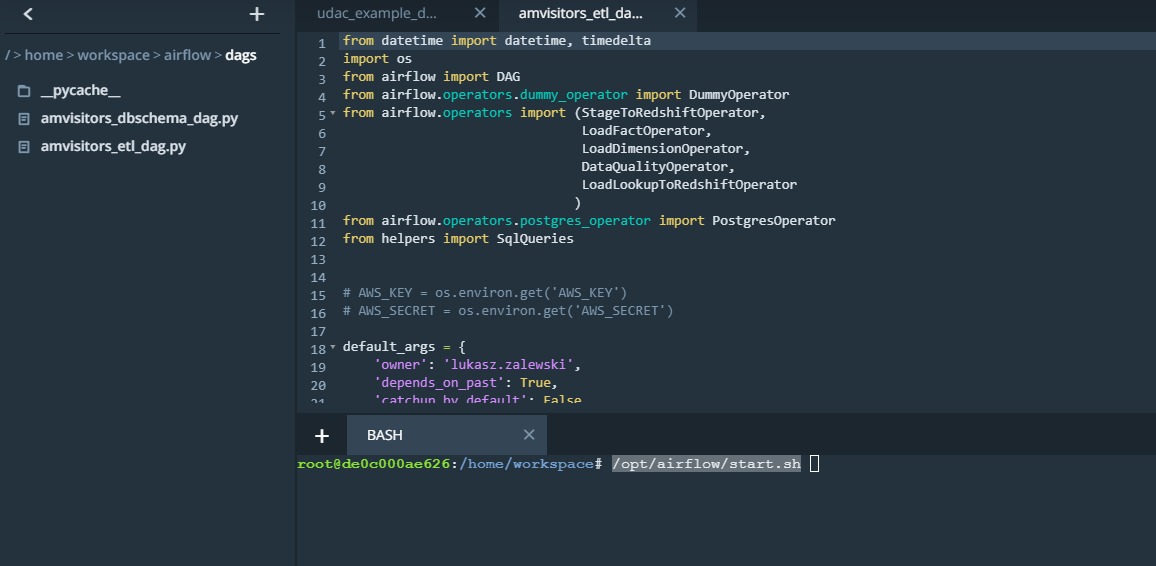 / > home > workspace > airflow > dags
__pycache__
amvisitors_dbschema_dag.py
amvisitors_etl_dag.py
udac_example_d...
amvisitors_etl_da...
1 from datetime import datetime, timedelta
2 import os
3 from airflow import DAG
4 from airflow.operators.dummy_operator import DummyOperator
5 from airflow.operators import (StageToRedshiftOperator,
6 LoadFactOperator,
7 LoadDimensionOperator,
8 DataQualityOperator,
9 LoadLookupToRedshiftOperator
10 )
11 from airflow.operators.postgres_operator import PostgresOperator
12 from helpers import SqlQueries
13
14
15 # AWS_KEY = os.environ.get('AWS_KEY')
16 # AWS_SECRET = os.environ.get('AWS_SECRET')
17
18 default_args = {
19 'owner': 'lukasz.zalewski',
20 'depends_on_past': True,
21 'catchup_by_default': False
BASH
root@de0c000ae626:/home/workspace# /opt/airflow/start.sh